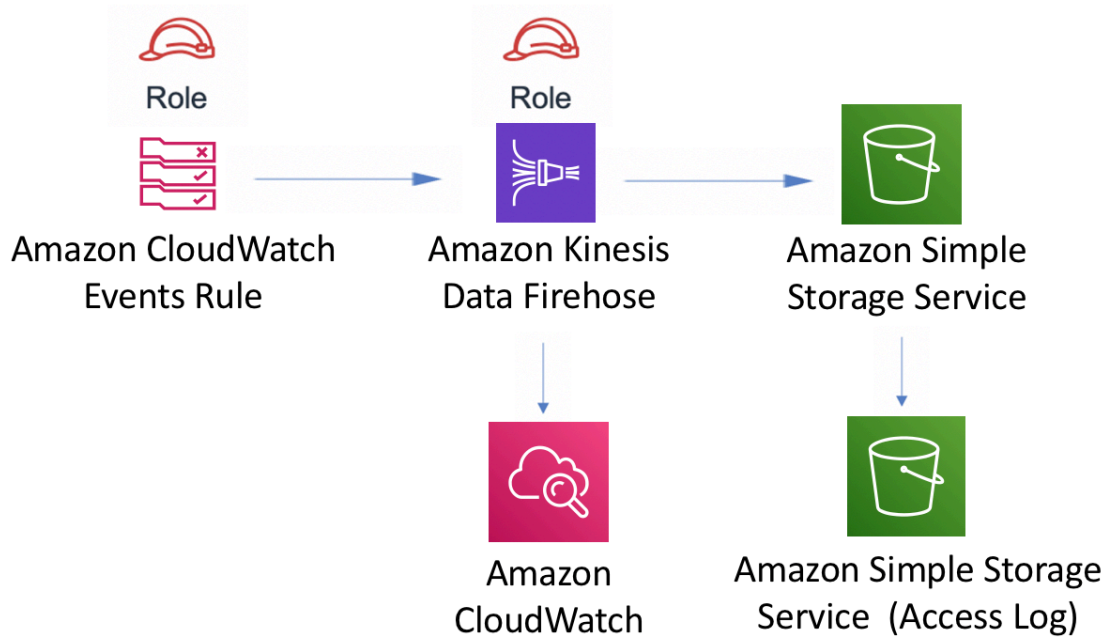 Role
Role
Amazon CloudWatch
Events Rule
Amazon Kinesis
Data Firehose
Amazon Simple
Storage Service
Amazon
CloudWatch
Amazon Simple Storage
Service (Access Log)